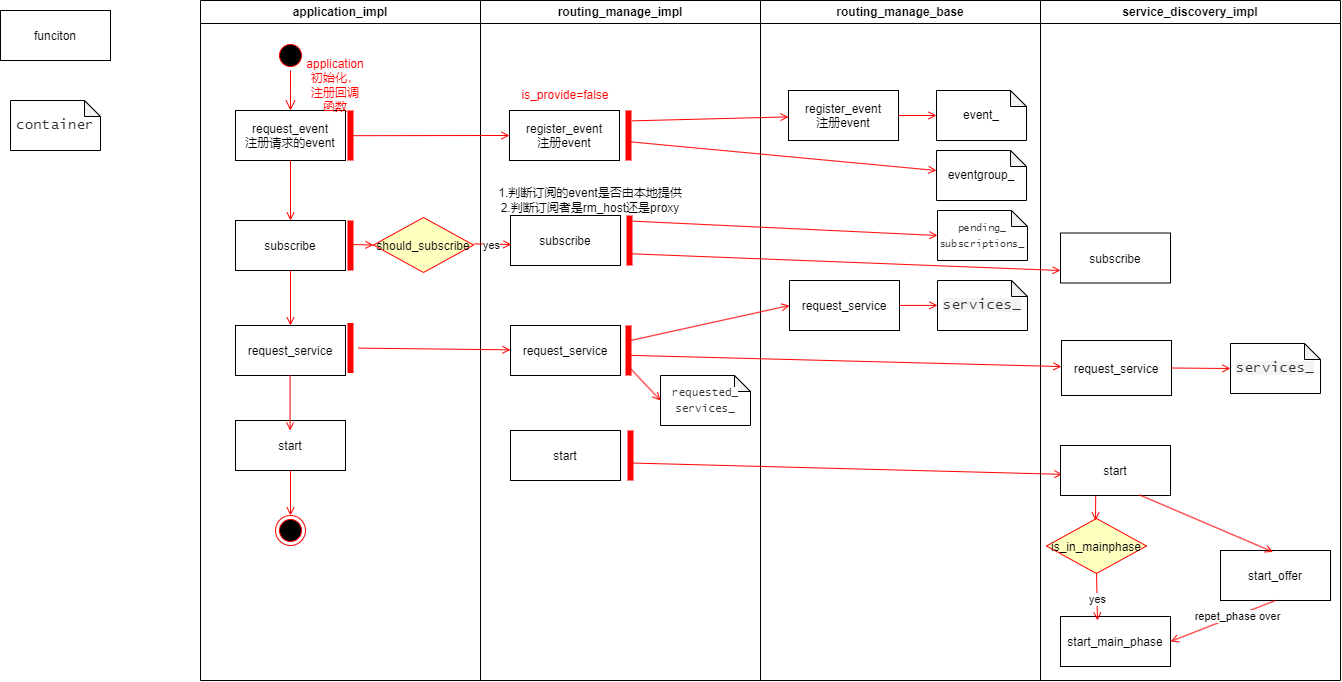 application_impl
routing_manage_impl
routing_manage_base
service_discovery_impl
funciton
container
application
初始化，
注册回调
函数
request_event
注册请求的event
is_provide=false
register_event
注册event
register_event
注册event
event_
eventgroup_
1.判断订阅的event是否由本地提供
2.判断订阅者是rm_host还是proxy
subscribe
should_subscribe
yes
subscribe
pending_
subscriptions_
subscribe
request_service
request_service
request_service
services_
requested_
services_
request_service
services_
start
start
start
is_in_mainphase
start_offer
yes
repet_phase over
start_main_phase